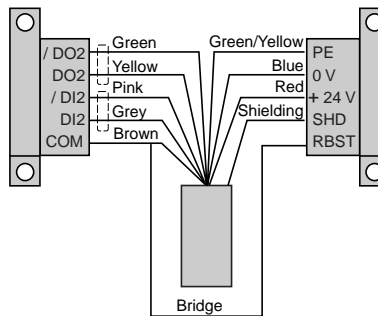 / DO2
DO2
/ DI2
DI2
COM
Green
Yellow
Pink
Grey
Brown
Green/Yellow
Blue
Red
Shielding
PE
0 V
+ 24 V
SHD
RBST
Bridge